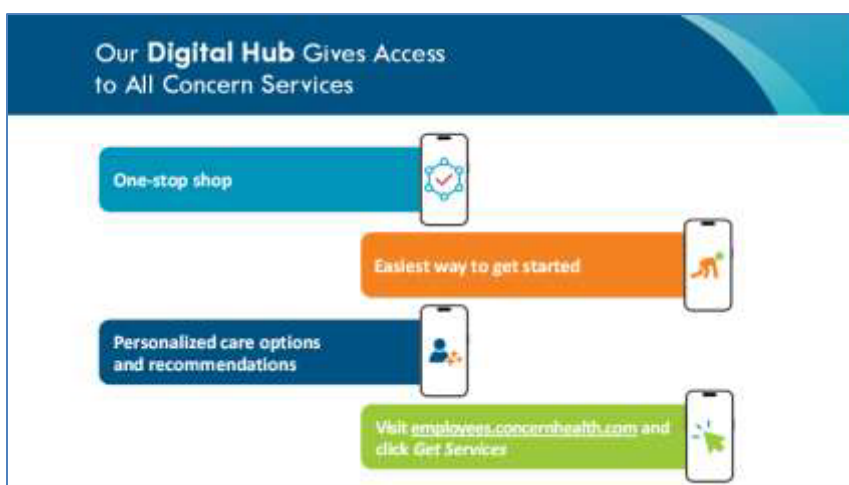 Our Digital Hub Gives Access
to All Concern Services
One-stop shop
Easiest way to get started
Personalized care options
and recommendations
Visit employees.concernhealth.com and
click Get Services